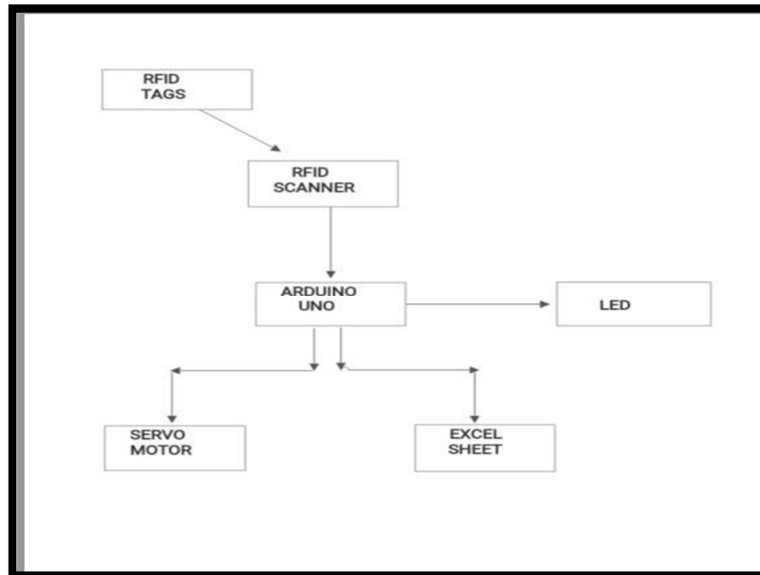 RFID
TAGS
RFID
SCANNER
ARDUINO
UNO
LED
SERVO
MOTOR
EXCEL
SHEET